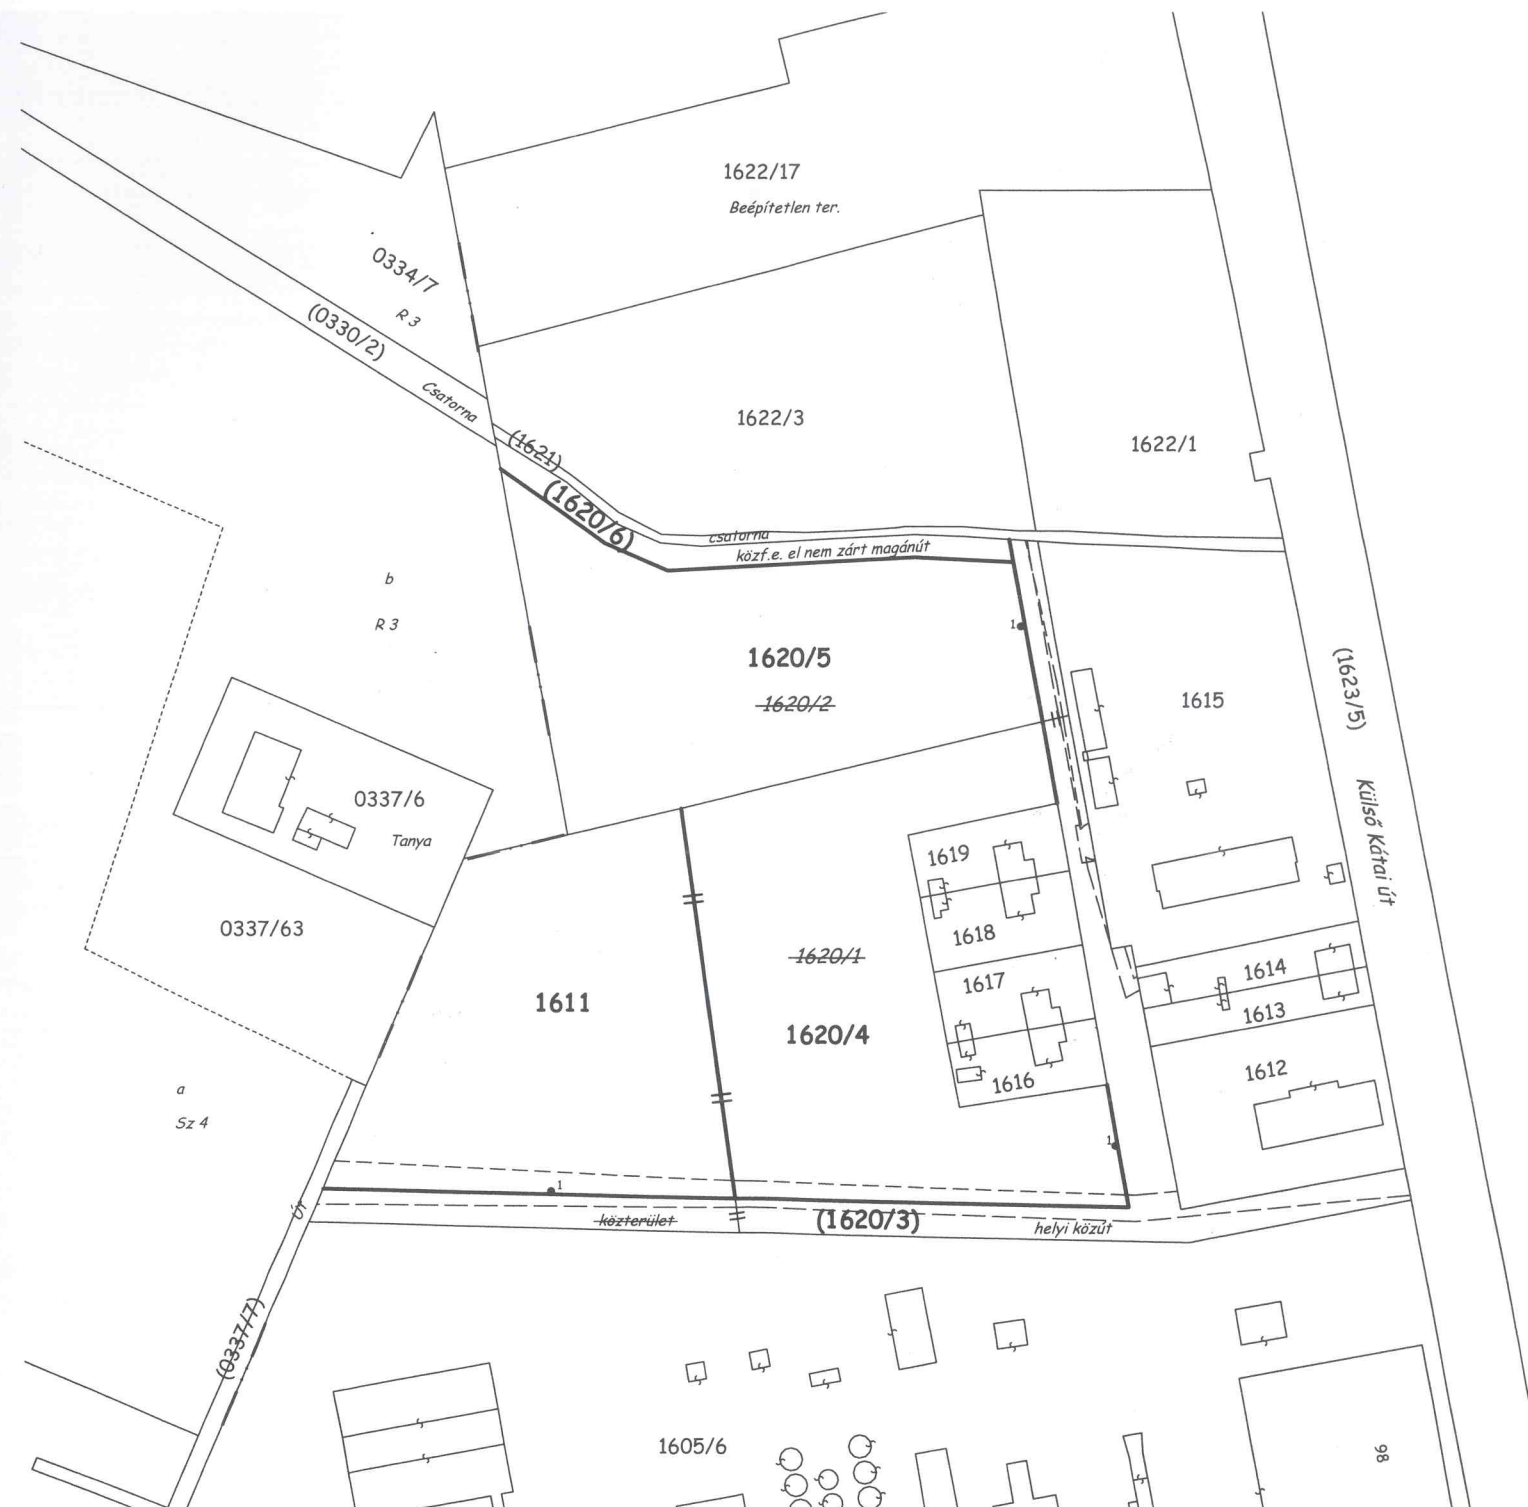 1622/17
Beépítetlen ter.
0334/7
R 3
(0330/2)
Csatorna
1622/3
1622/1
(1621)
(1620/6)
csatorna
közf.e. el nem zárt magánút
b
R 3
1
1620/5
1620/2
1615
(1623/5)
Külső Kátai út
0337/6
Tanya
1619
0337/63
1618
1620/1
1614
1617
1611
1613
1620/4
1612
1616
a
Sz 4
1
1
Út
közterület
(1620/3)
helyi közút
(0337/7)
1605/6
98